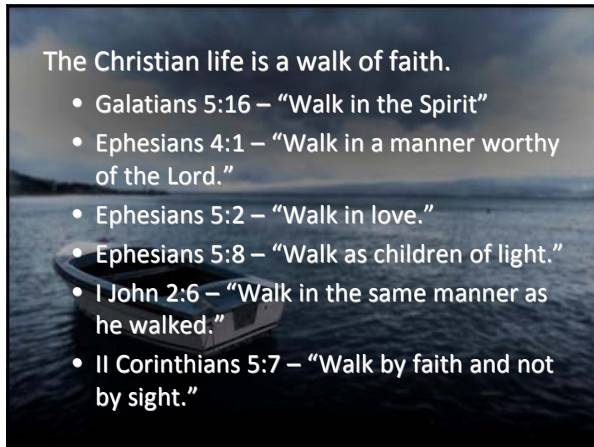 The Christian life is a walk of faith.
• Galatians 5:16 – “Walk in the Spirit”
• Ephesians 4:1 – “Walk in a manner worthy
of the Lord.”
• Ephesians 5:2 – “Walk in love.”
• Ephesians 5:8 – “Walk as children of light.”
• I John 2:6 – “Walk in the same manner as
he walked.”
• II Corinthians 5:7 – “Walk by faith and not
by sight.”